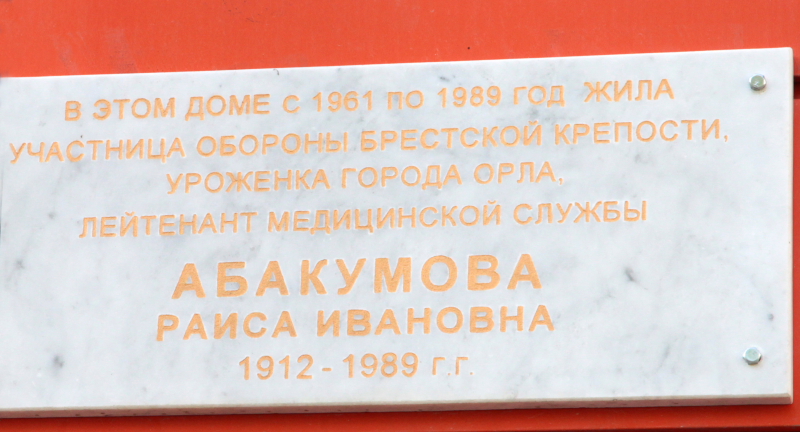 В ЭТОМ ДОМЕ С 1961 ПО 1989 ГОД ЖИЛА
УЧАСТНИЦА ОБОРОНЫ БРЕСТСКОЙ КРЕПОСТИ,
УРОЖЕНКА ГОРОДА ОРЛА,
ЛЕЙТЕНАНТ МЕДИЦИНСКОЙ СЛУЖБЫ
АБАКУМОВА
РАИСА ИВАНОВНА
1912 - 1989 Г.Г.